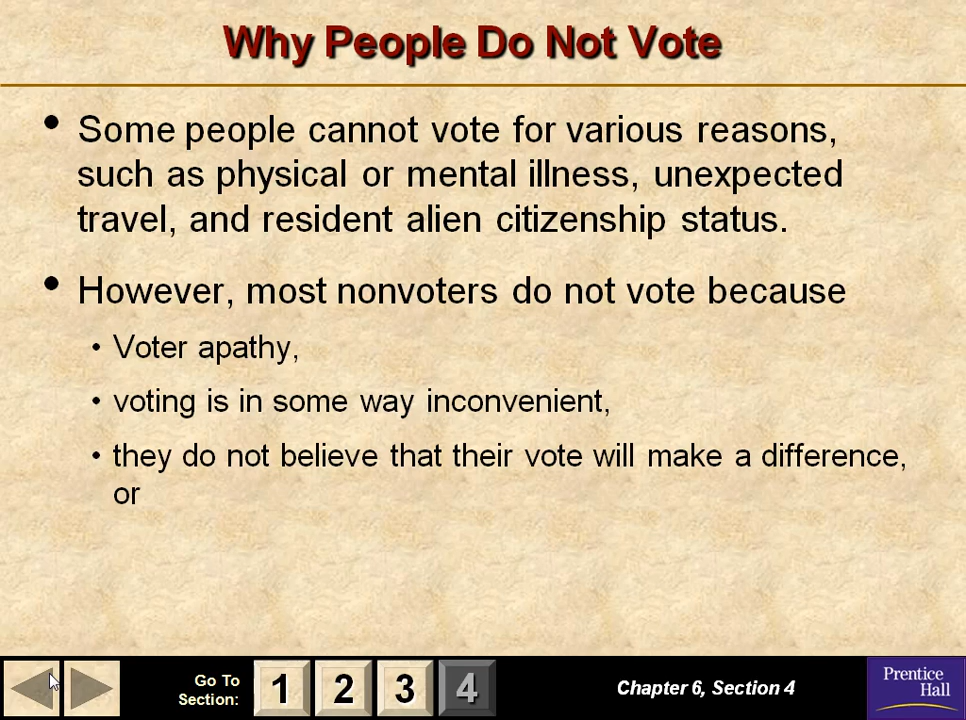 Why People Do Not Vote
• Some people cannot vote for various reasons,
such as physical or mental illness, unexpected
travel, and resident alien citizenship status.
• However, most nonvoters do not vote because
• Voter apathy,
• voting is in some way inconvenient,
• they do not believe that their vote will make a difference,
or
Go To
Section:
1 2 3 4
Chapter 6, Section 4
Prentice
Hall